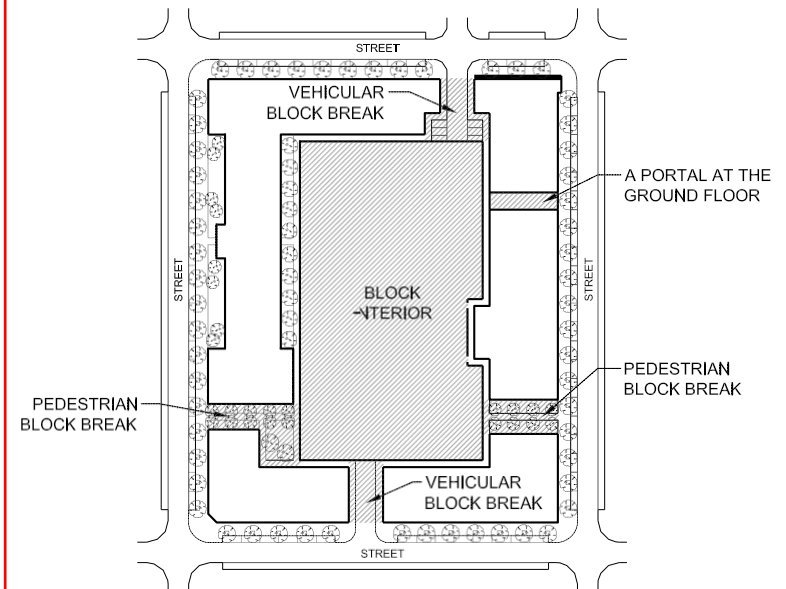 STREET
VEHICULAR
BLOCK BREAK
A PORTAL AT THE
GROUND FLOOR
STREET
STREET
BLOCK
-NTERIOR
PEDESTRIAN
BLOCK BREAK
PEDESTRIAN
BLOCK BREAK
VEHICULAR
BLOCK BREAK
STREET